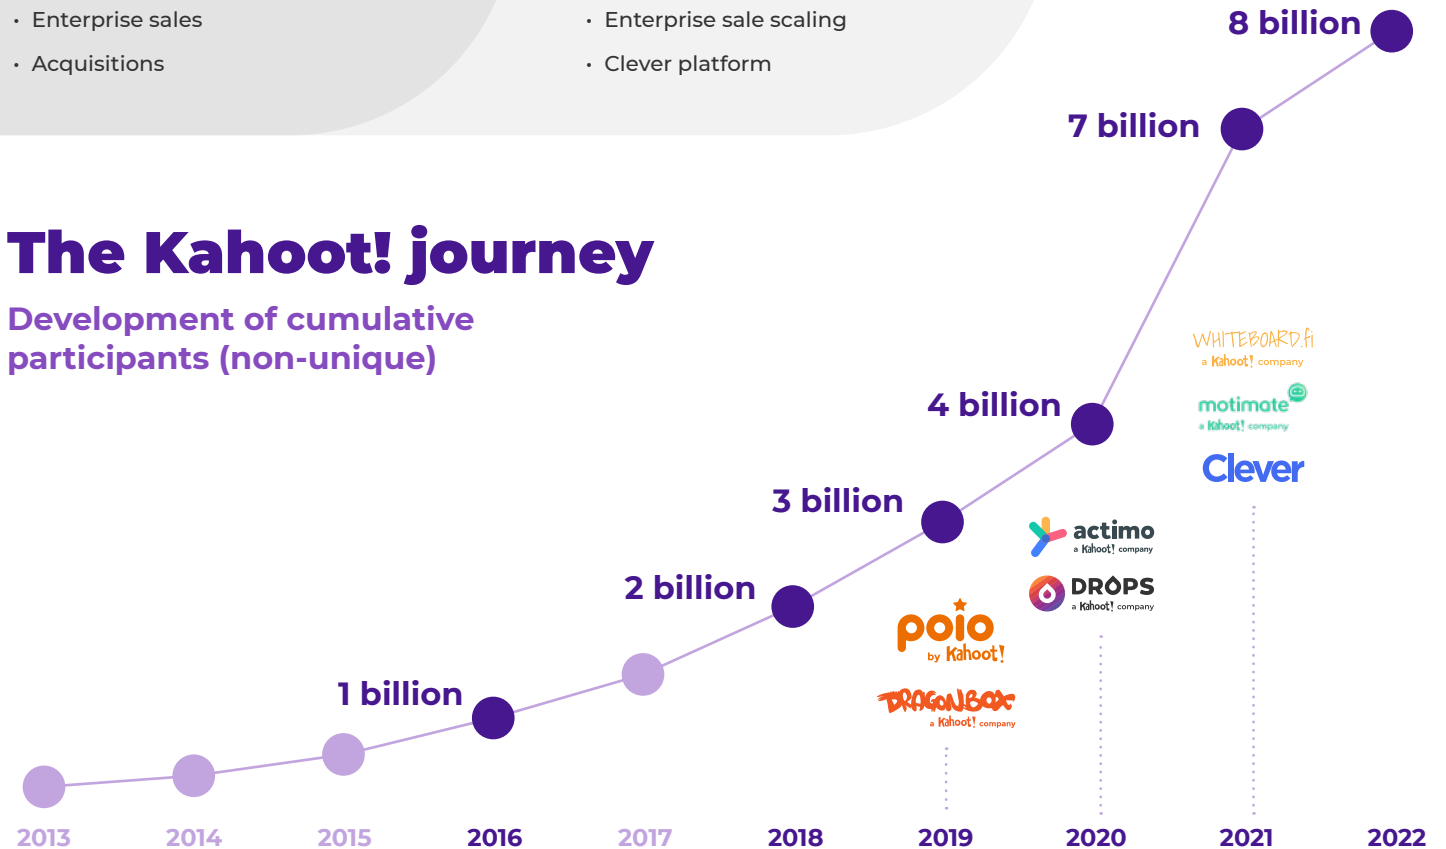 • Enterprise sales
• Acquisitions
• Enterprise sale scaling
• Clever platform
The Kahoot! journey
Development of cumulative
participants (non-unique)
8 billion
7 billion
4 billion
3 billion
2 billion
1 billion
WHITEBOARD.fi
a Kahoot! company
motimate
a Kahoot! company
Clever
actimo
a Kahoot! company
DROPS
a Kahoot! company
poio
by Kahoot!
DRAGONBOX
a Kahoot! company
2013 2014 2015 2016 2017 2018 2019 2020 2021 2022